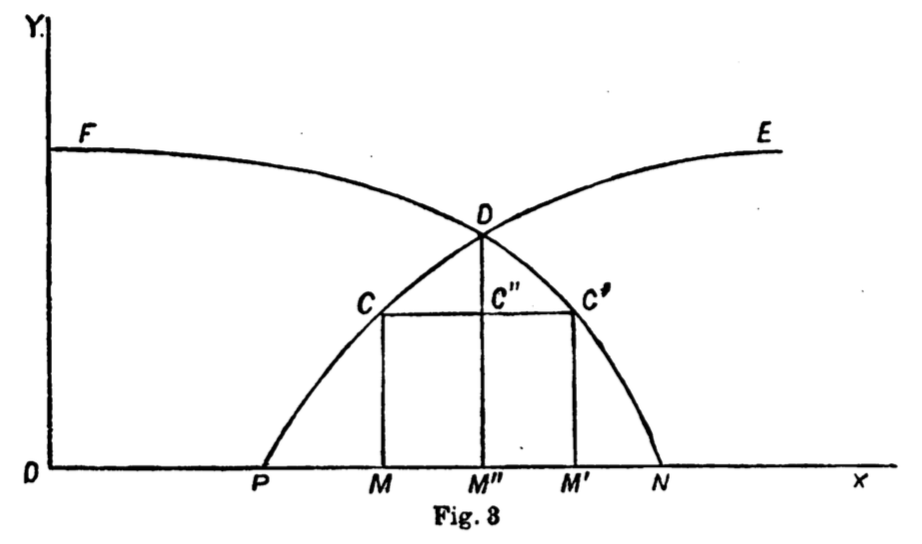 Y.
F E
D
C C" C'
O P M M" M' N X
Fig. 3